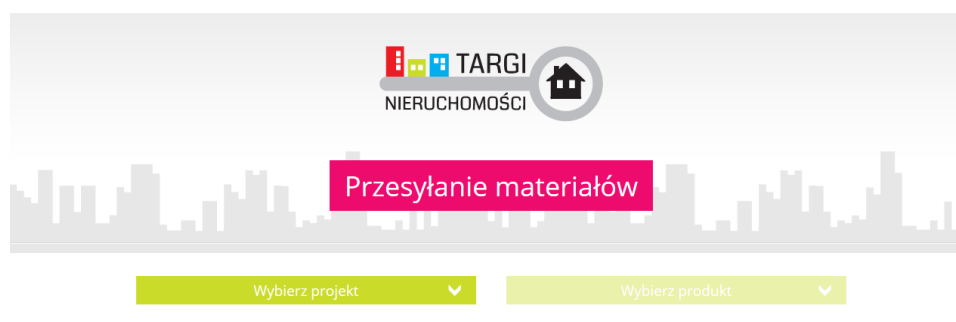 TARGI
NIERUCHOMOŚCI
Przesyłanie materiałów
Wybierz projekt
Wybierz produkt